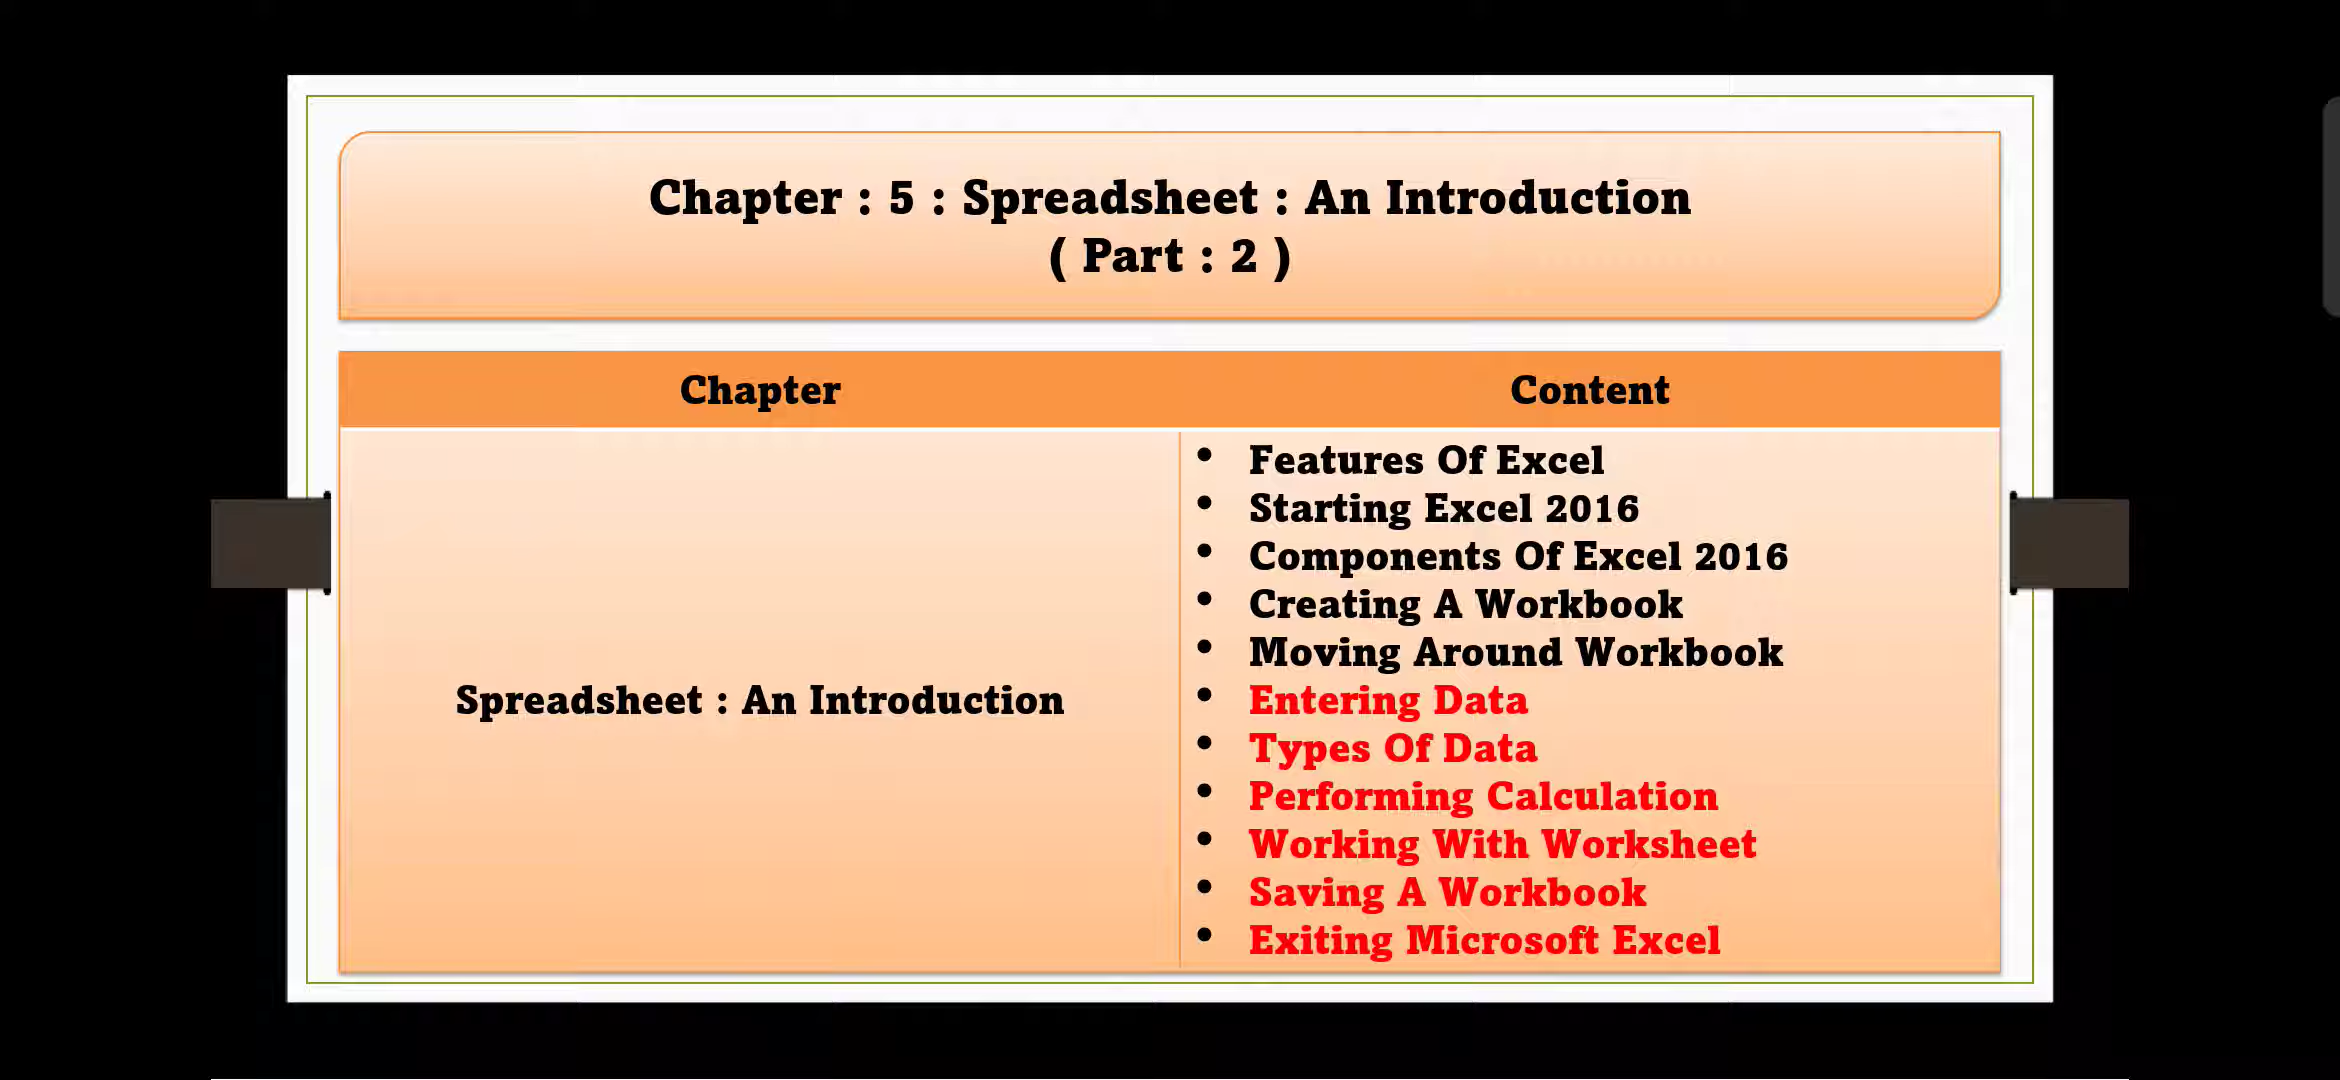 Chapter : 5 : Spreadsheet : An Introduction
( Part : 2 )
Chapter
Content
Spreadsheet : An Introduction
• Features Of Excel
• Starting Excel 2016
• Components Of Excel 2016
• Creating A Workbook
• Moving Around Workbook
• Entering Data
• Types Of Data
• Performing Calculation
• Working With Worksheet
• Saving A Workbook
• Exiting Microsoft Excel